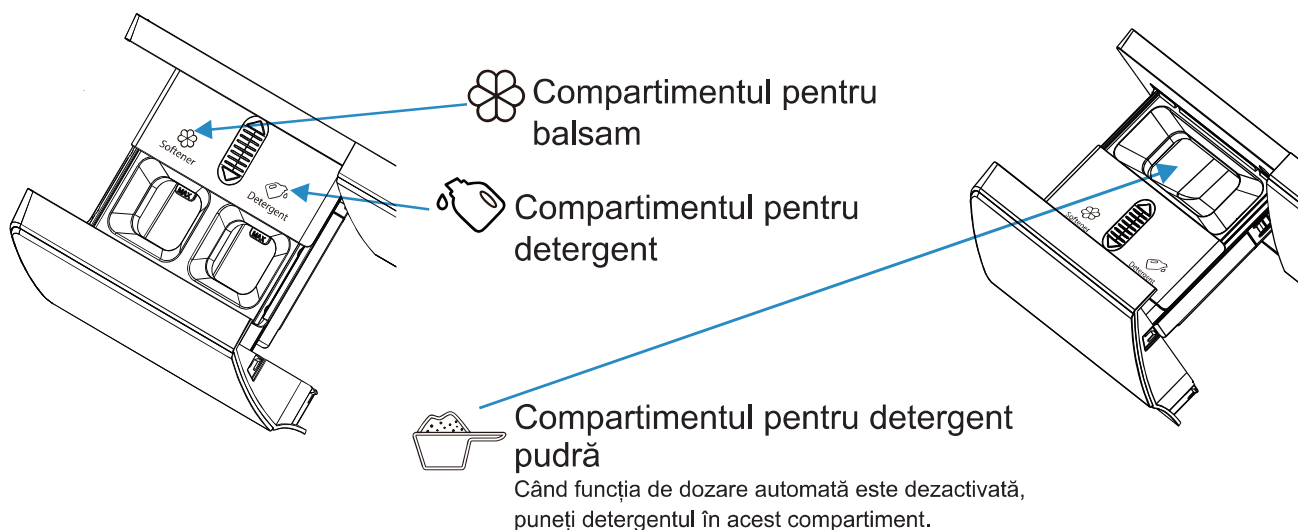 Compartimentul pentru
balsam
Softener
MAX
Detergent
MAX
Compartimentul pentru
detergent
Softener
Detergent
Compartimentul pentru detergent
pudră
Când funcția de dozare automată este dezactivată,
puneți detergentul în acest compartiment.